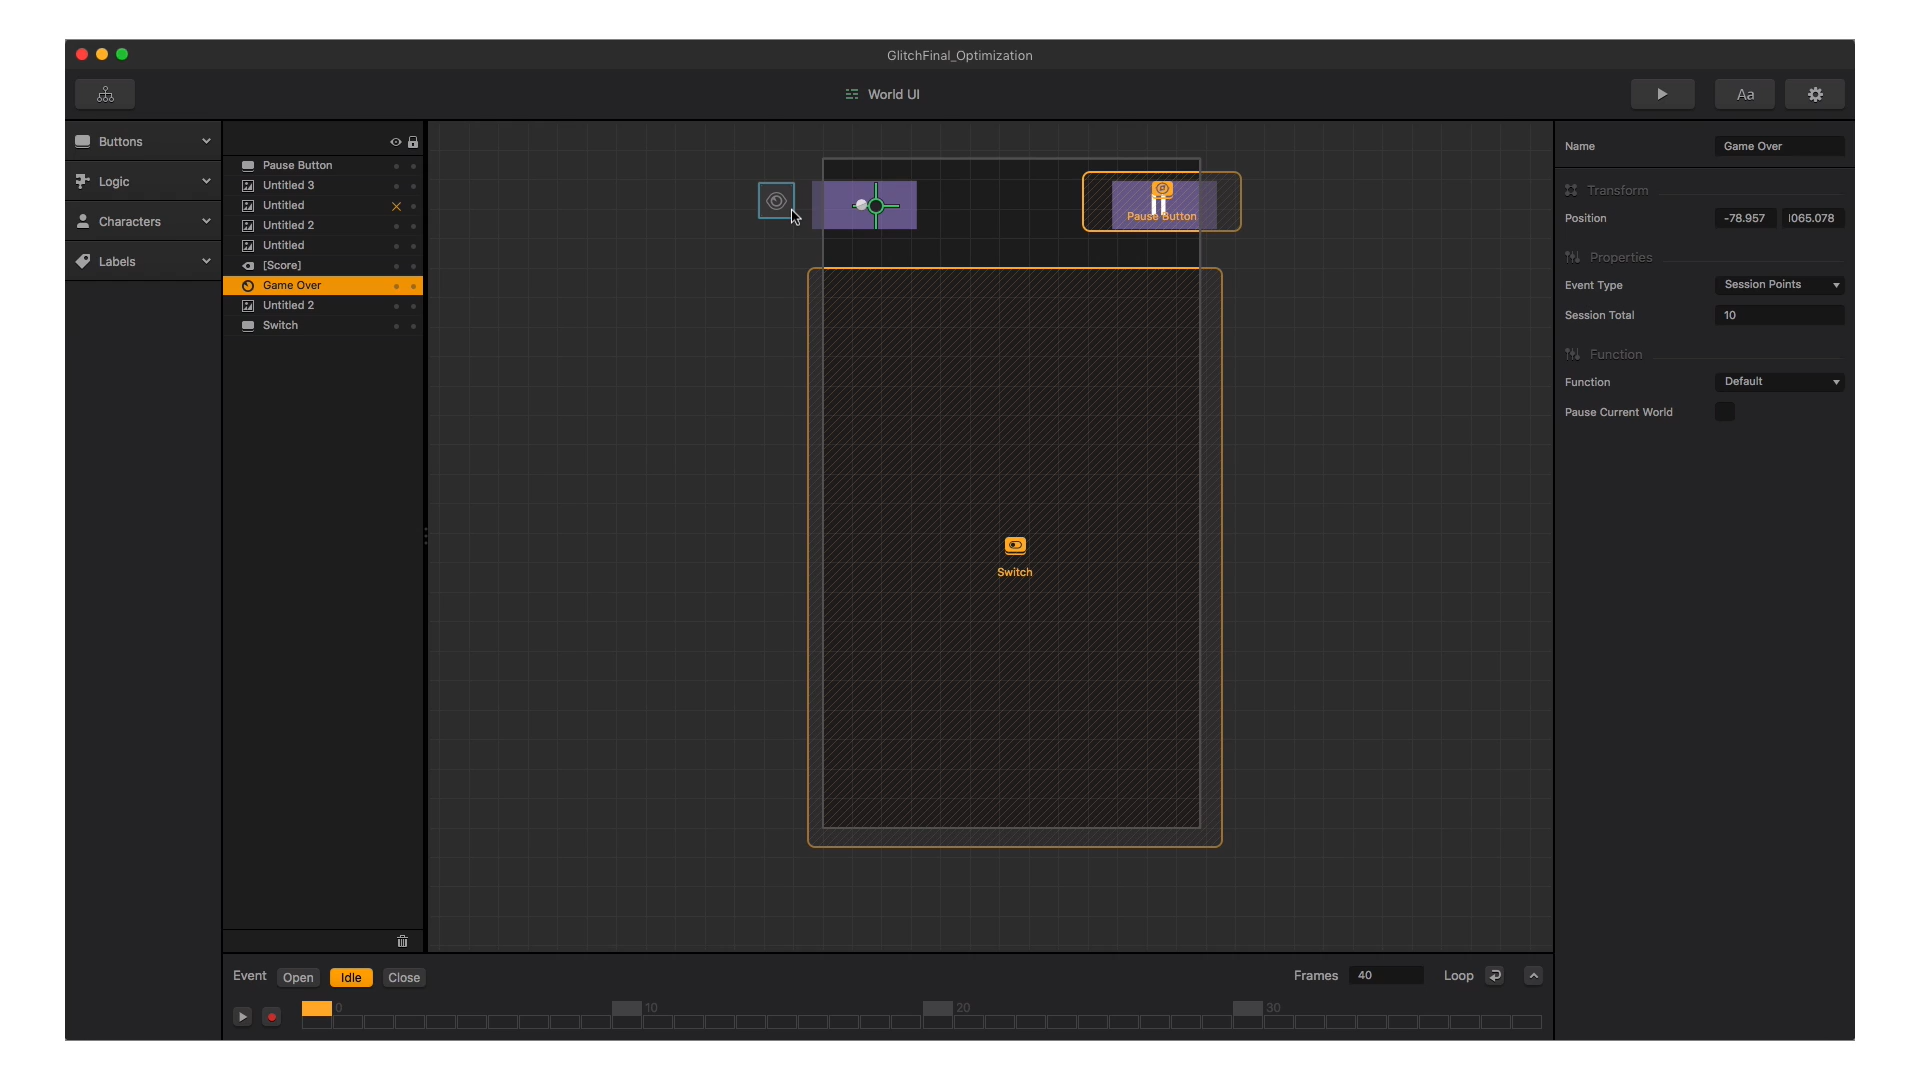 GlitchFinal_Optimization
World UI
Aa
Buttons
Logic
Characters
Labels
Pause Button
Untitled 3
Untitled
Untitled 2
Untitled
[Score]
Game Over
Untitled 2
Switch
Pause Button
Switch
Name
Game Over
Transform
Position
-78.957
1065.078
Properties
Event Type
Session Points
Session Total
10
Function
Function
Default
Pause Current World
Event
Open
Idle
Close
Frames
40
Loop
0
10
20
30